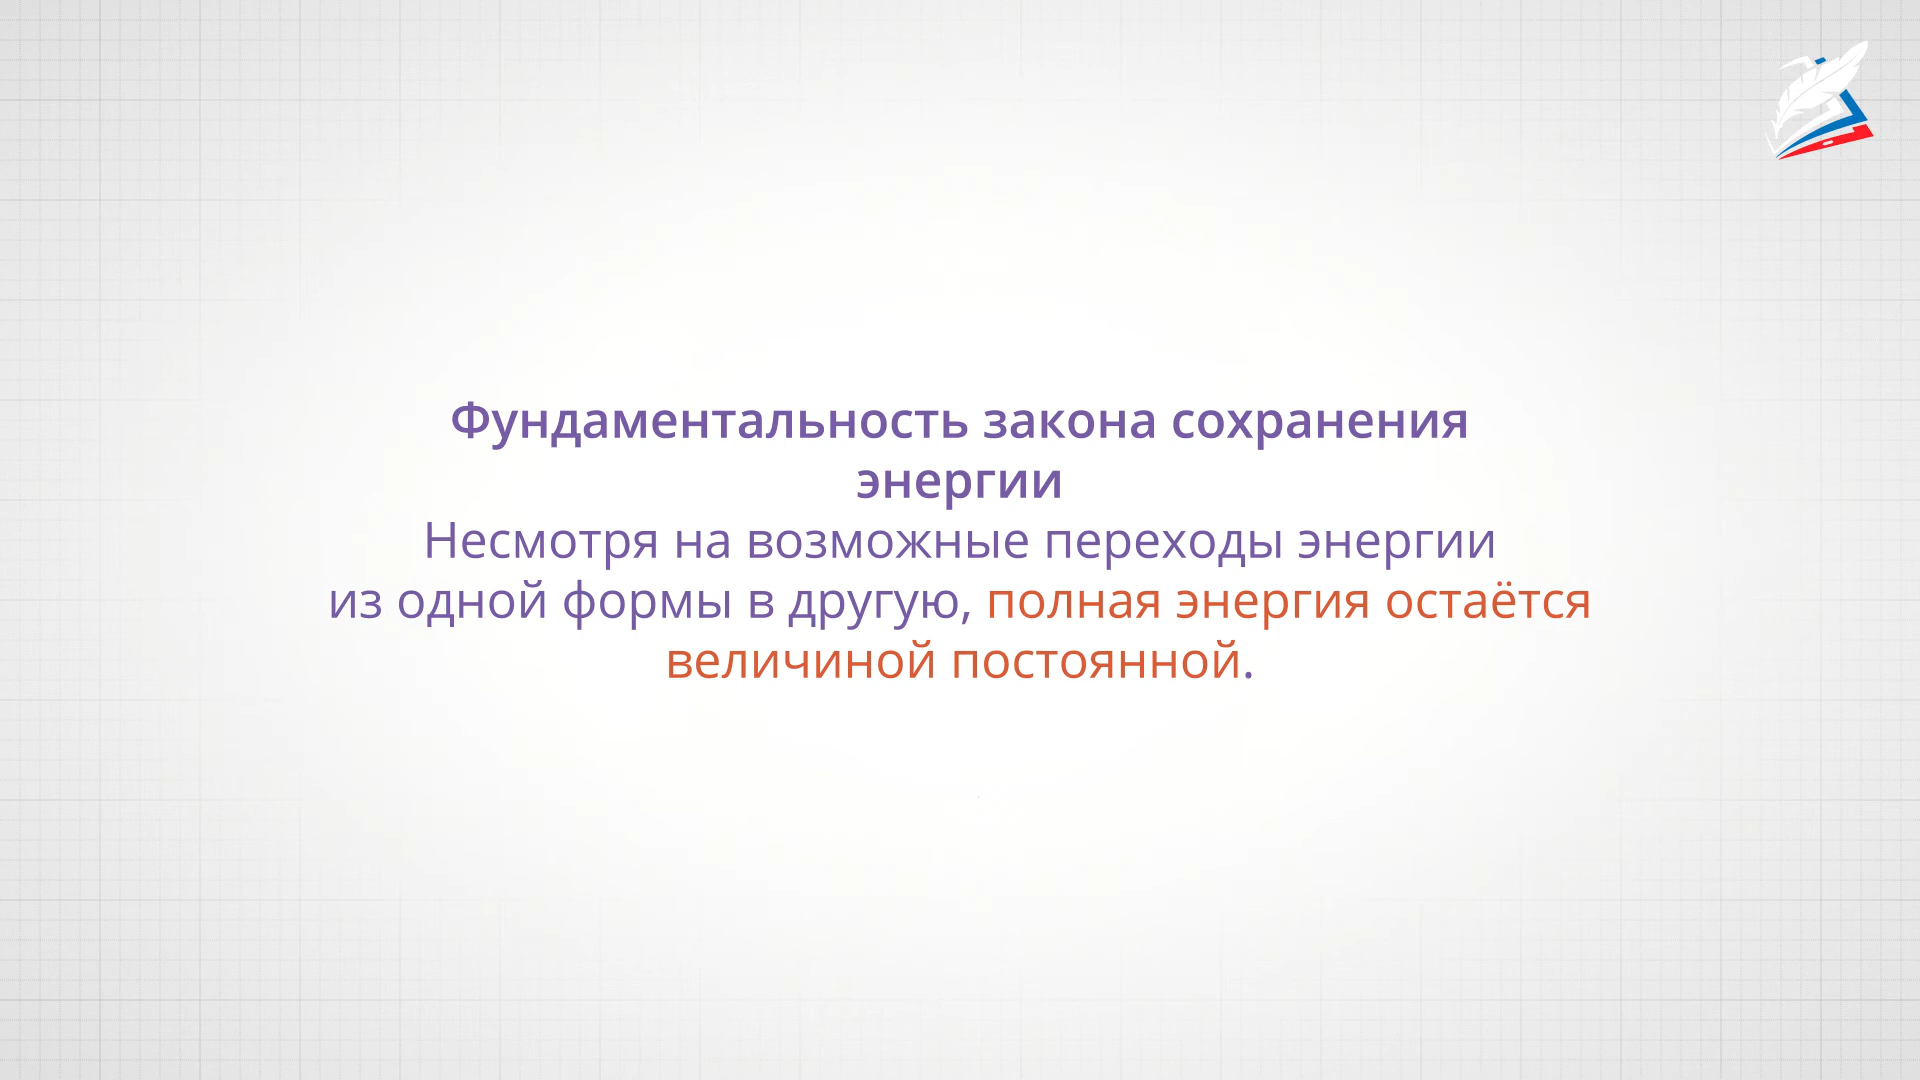 Фундаментальность закона сохранения
энергии
Несмотря на возможные переходы энергии
из одной формы в другую, полная энергия остаётся
величиной постоянной.